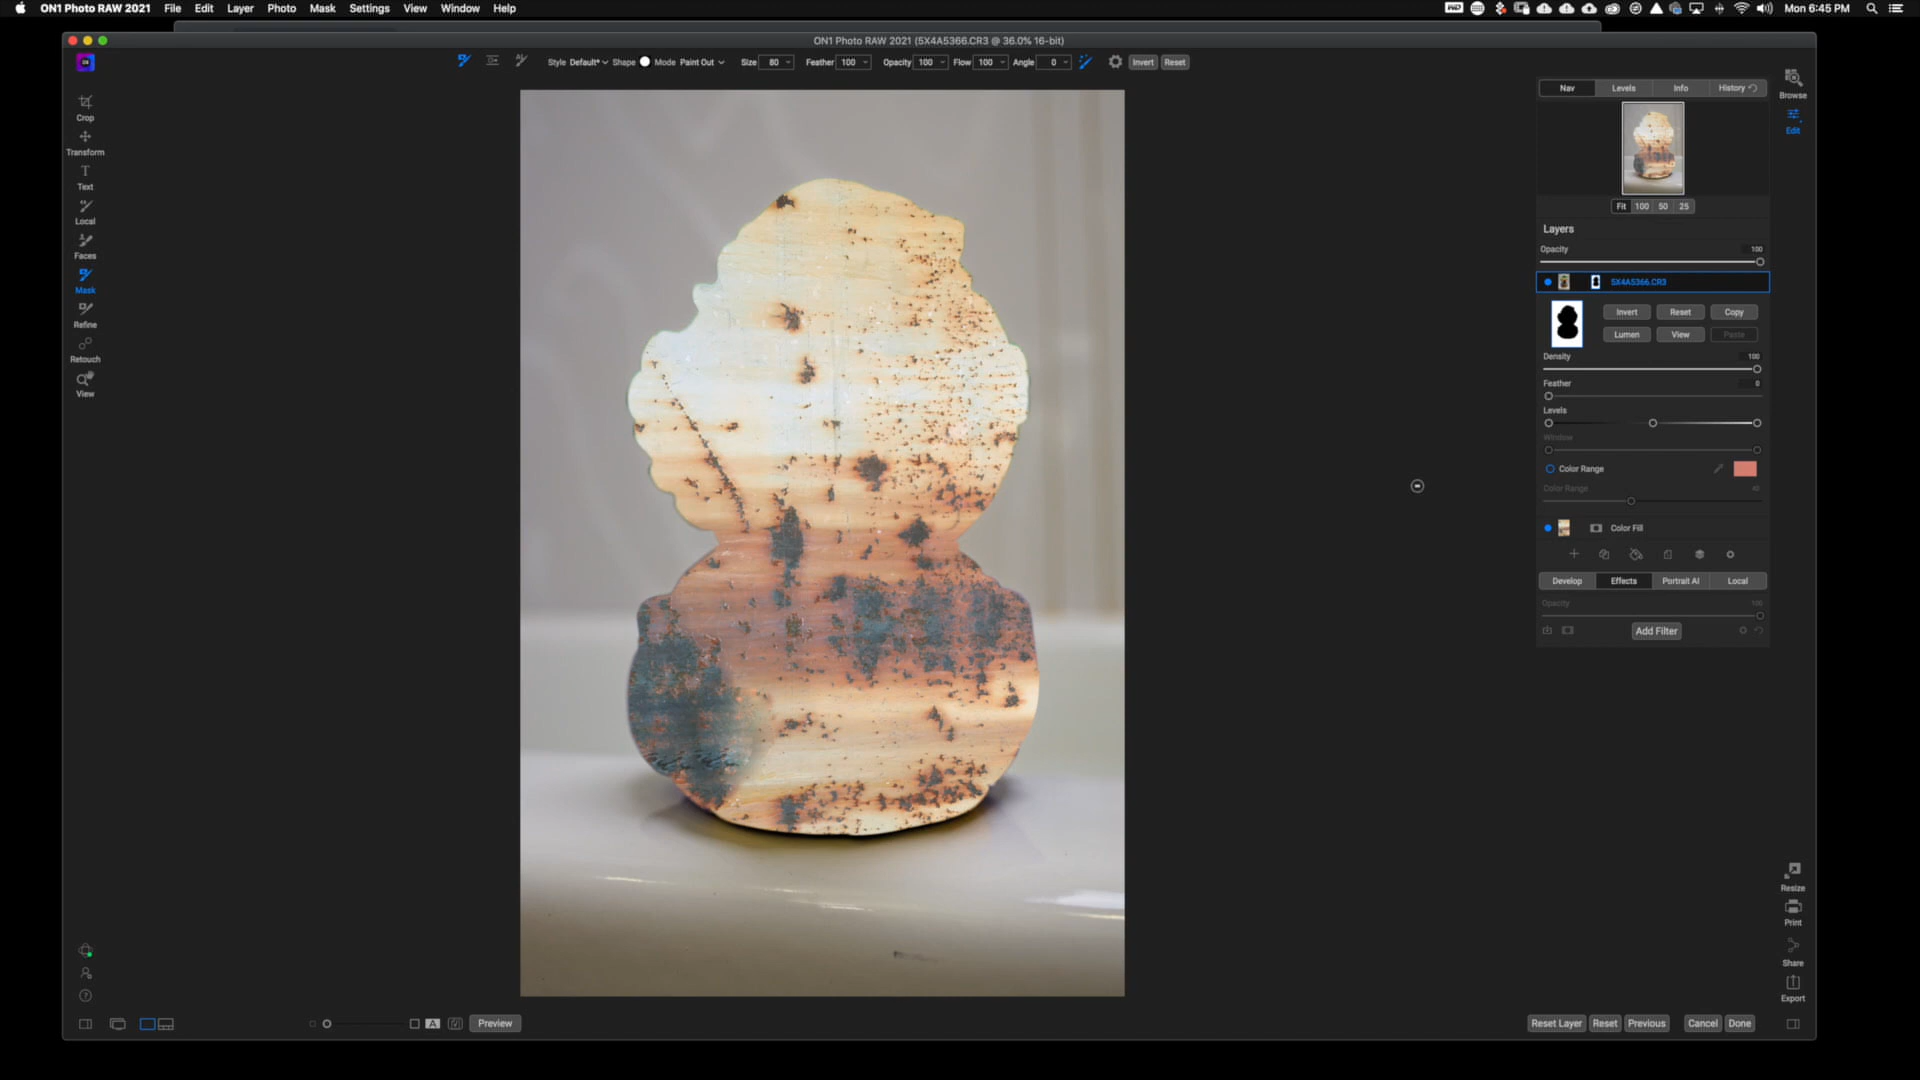 ON1 Photo RAW 2021 File Edit Layer Photo Mask Settings View Window Help Mon 6:45 PM
ON1 Photo RAW 2021 (5X4A5366.CR3 @ 36.0% 16-bit)
Style Default* Shape Mode Paint Out Size 80 Feather 100 Opacity 100 Flow 100 Angle 0 Invert Reset
Crop
Transform
Text
Local
Faces
Mask
Refine
Retouch
View
Nav Levels Info History
Browse
Edit
Fit 100 50 25
Layers
Opacity 100
5X4A5366.CR3
Invert Reset Copy
Lumen View Paste
Density 100
Feather 0
Levels
Window
Color Range
Color Range 40
Color Fill
Develop Effects Portrait AI Local
Opacity 100
Add Filter
Resize
Print
Share
Export
A Preview
Reset Layer Reset Previous Cancel Done